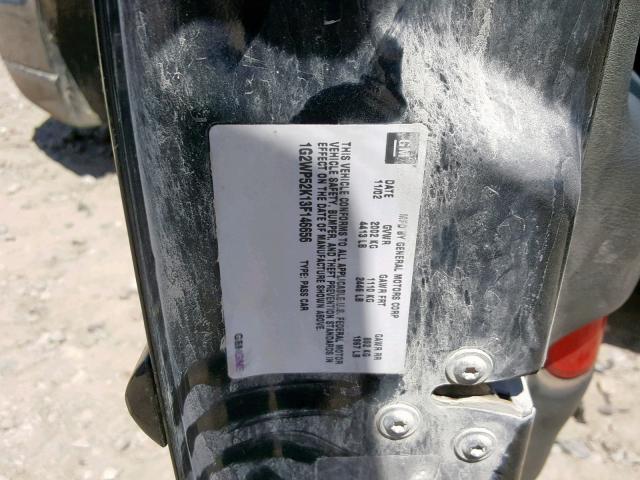 GM
MFD BY GENERAL MOTORS CORP
DATE GVWR GAWR FRT GAWR RR
11/02 2002 KG 1110 KG 892 KG
4413 LB 2446 LB 1967 LB
THIS VEHICLE CONFORMS TO ALL APPLICABLE U.S. FEDERAL MOTOR
VEHICLE SAFETY, BUMPER, AND THEFT PREVENTION STANDARDS IN
EFFECT ON THE DATE OF MANUFACTURE SHOWN ABOVE.
1G2WP52K13F146696 TYPE: PASS CAR